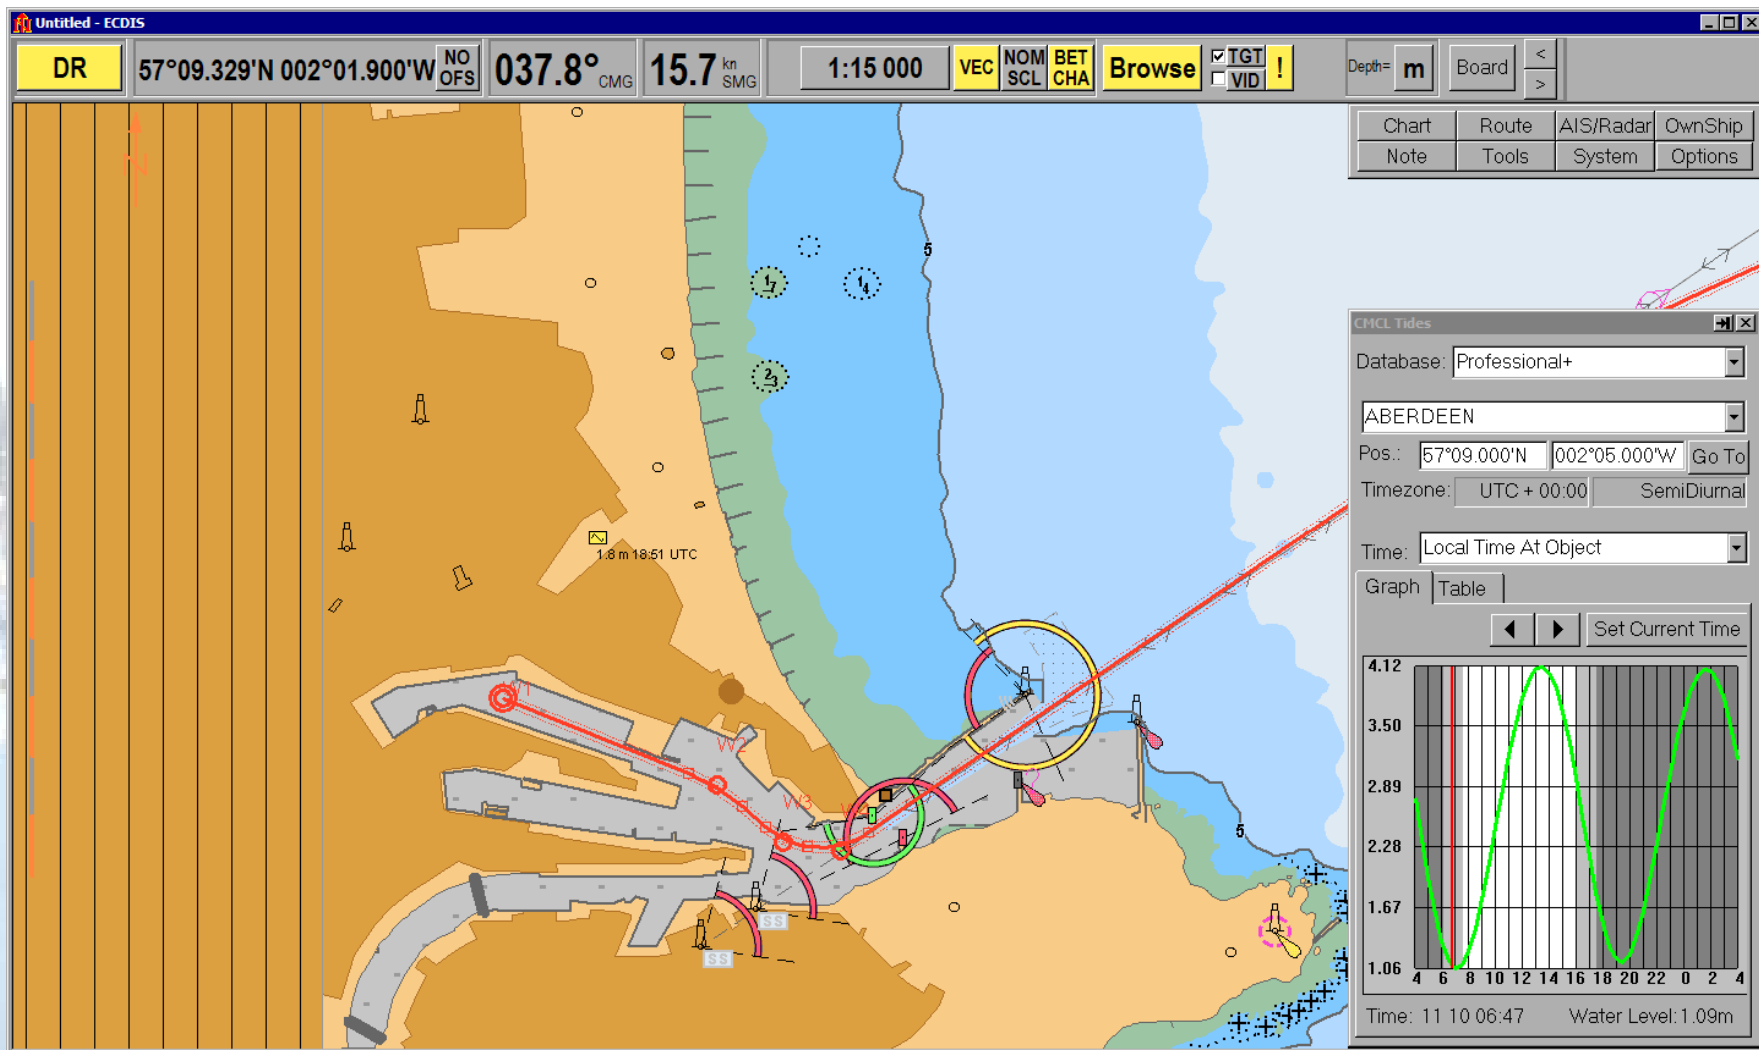 Untitled - ECDIS
DR
57°09.329'N 002°01.900'W
NO OFS
037.8° CMG
15.7 kn SMG
1:15 000
VEC
NOM SCL
BET CHA
Browse
TGT
VID
!
Depth= m
Board
<
>
Chart Route AIS/Radar OwnShip
Note Tools System Options
N
5
1₇
1₄
2₃
1.8 m 18:51 UTC
W1
W2
W3
5
SS
SS
CMCL Tides
Database: Professional+
ABERDEEN
Pos.: 57°09.000'N 002°05.000'W Go To
Timezone: UTC + 00:00 SemiDiurnal
Time: Local Time At Object
Graph Table
Set Current Time
4.12
3.50
2.89
2.28
1.67
1.06
4 6 8 10 12 14 16 18 20 22 0 2 4
Time: 11 10 06:47 Water Level: 1.09m